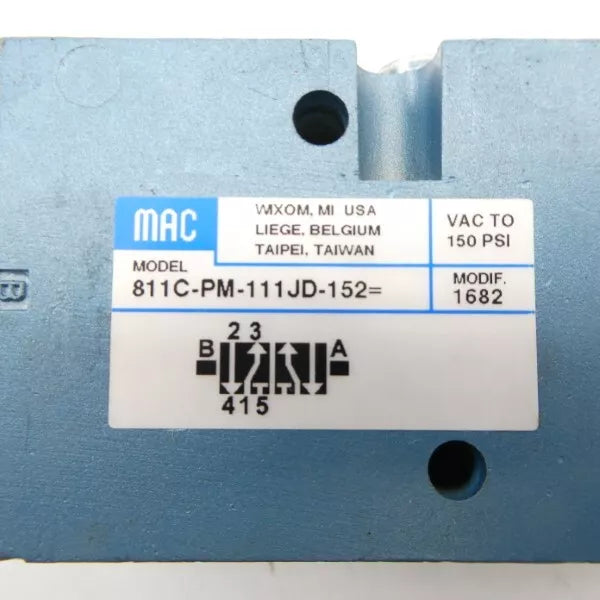 MAC
WIXOM, MI USA
LIEGE, BELGIUM
TAIPEI, TAIWAN
VAC TO
150 PSI
MODEL
811C-PM-111JD-152=
MODIF.
1682
2 3
B A
4 1 5
B